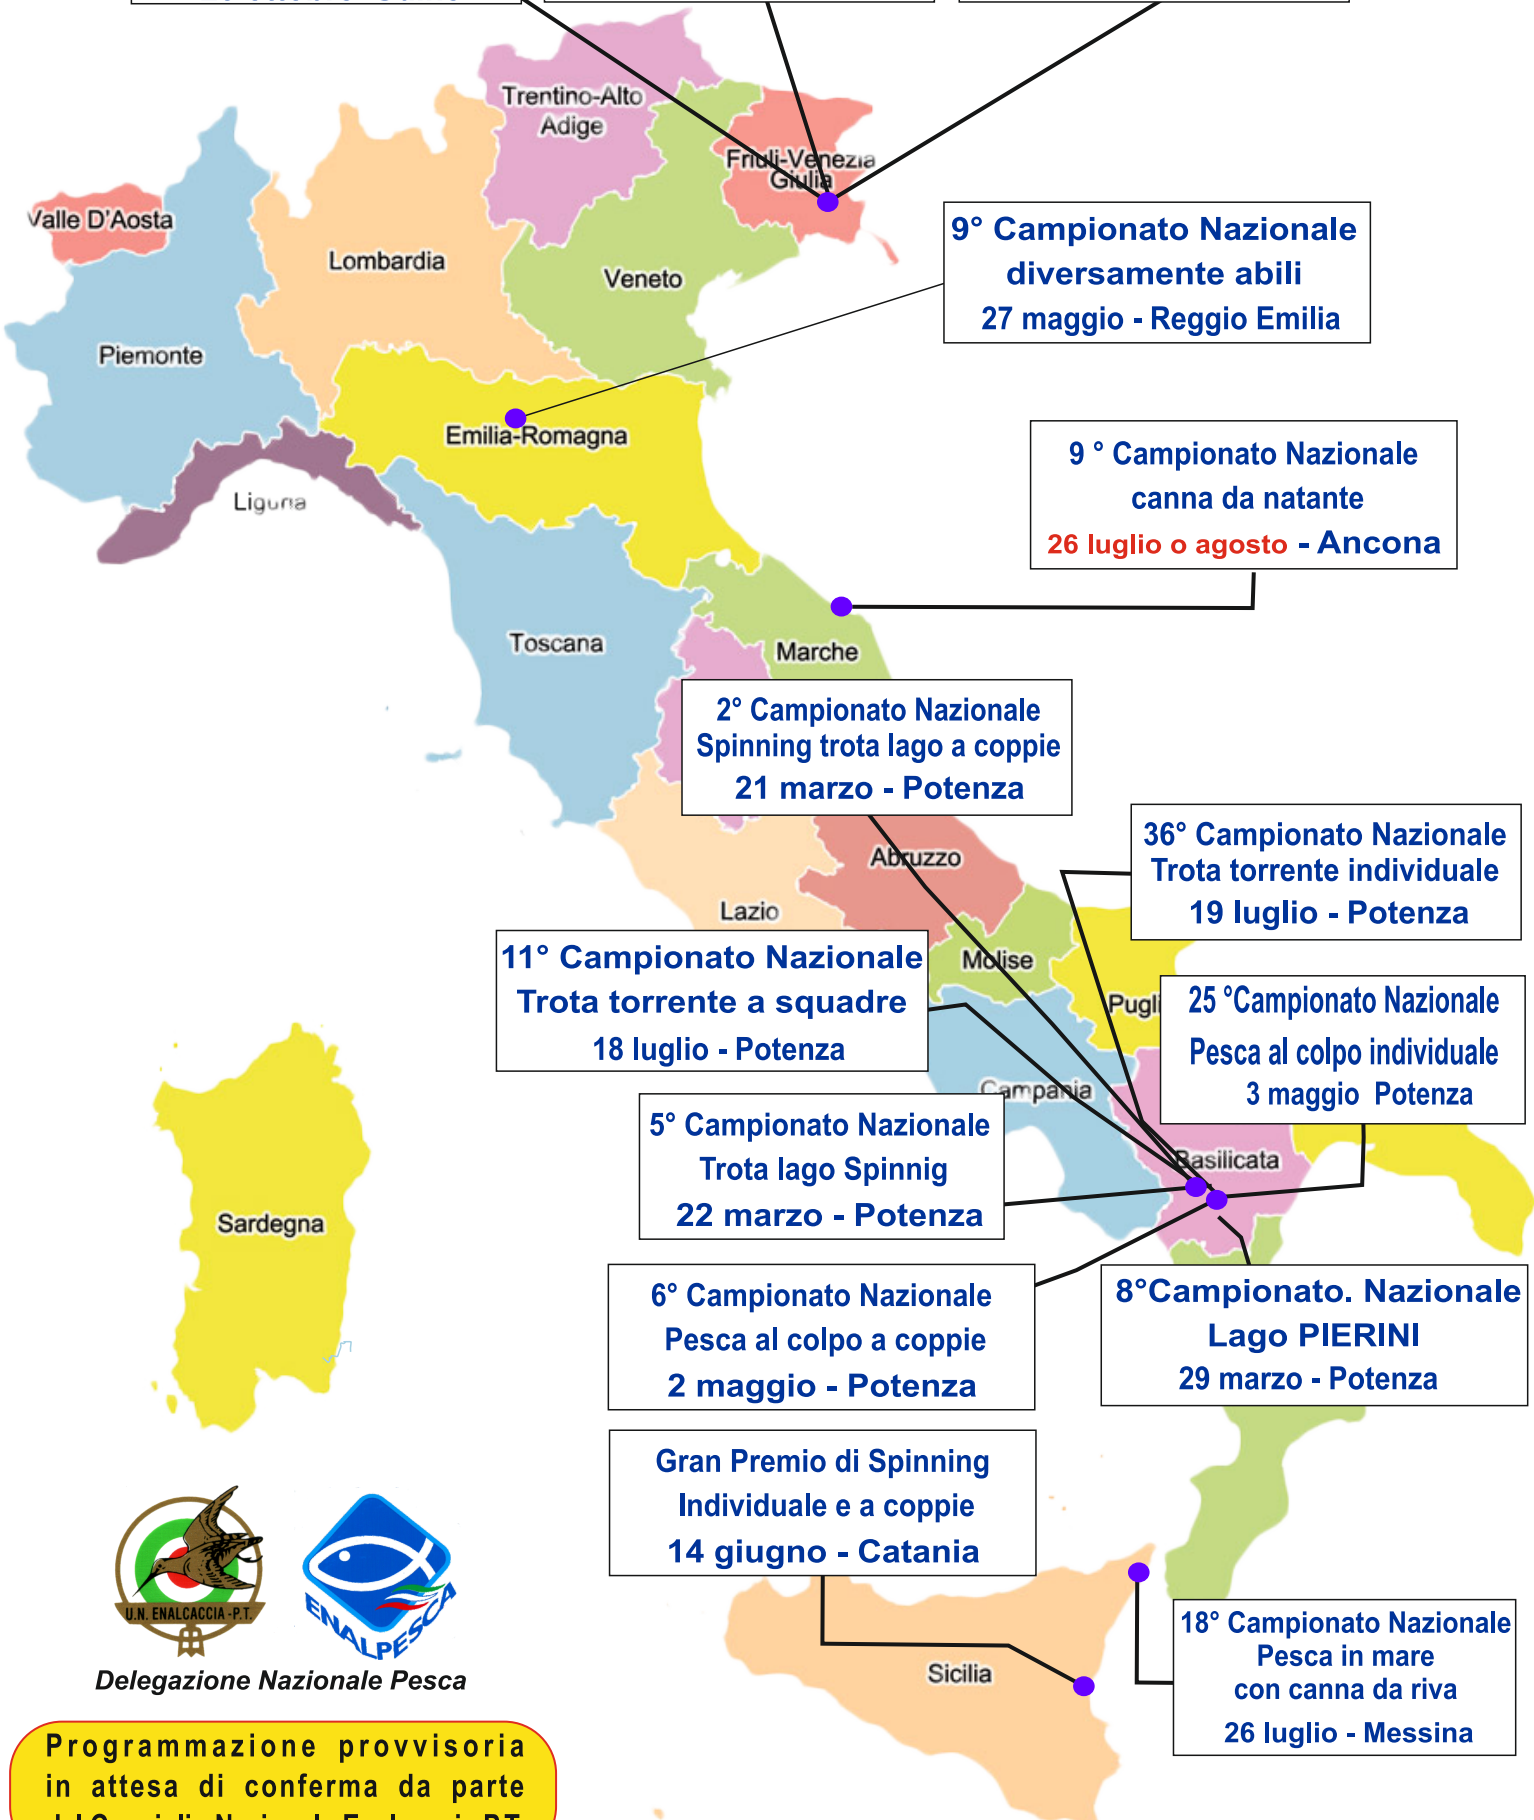 Trentino-Alto
Adige
Friuli-Venezia
Giulia
Valle D'Aosta
Lombardia
Veneto
9° Campionato Nazionale
diversamente abili
27 maggio - Reggio Emilia
Piemonte
Emilia-Romagna
Liguria
9 ° Campionato Nazionale
canna da natante
26 luglio o agosto - Ancona
Toscana
Marche
2° Campionato Nazionale
Spinning trota lago a coppie
21 marzo - Potenza
36° Campionato Nazionale
Trota torrente individuale
19 luglio - Potenza
Abruzzo
Lazio
Molise
11° Campionato Nazionale
Trota torrente a squadre
18 luglio - Potenza
Pugli
25 °Campionato Nazionale
Pesca al colpo individuale
3 maggio Potenza
Campania
5° Campionato Nazionale
Trota lago Spinnig
22 marzo - Potenza
Basilicata
Sardegna
6° Campionato Nazionale
Pesca al colpo a coppie
2 maggio - Potenza
8°Campionato. Nazionale
Lago PIERINI
29 marzo - Potenza
Gran Premio di Spinning
Individuale e a coppie
14 giugno - Catania
U.N. ENALCACCIA - P.T.
ENALPESCA
Delegazione Nazionale Pesca
Sicilia
18° Campionato Nazionale
Pesca in mare
con canna da riva
26 luglio - Messina
Programmazione provvisoria
in attesa di conferma da parte